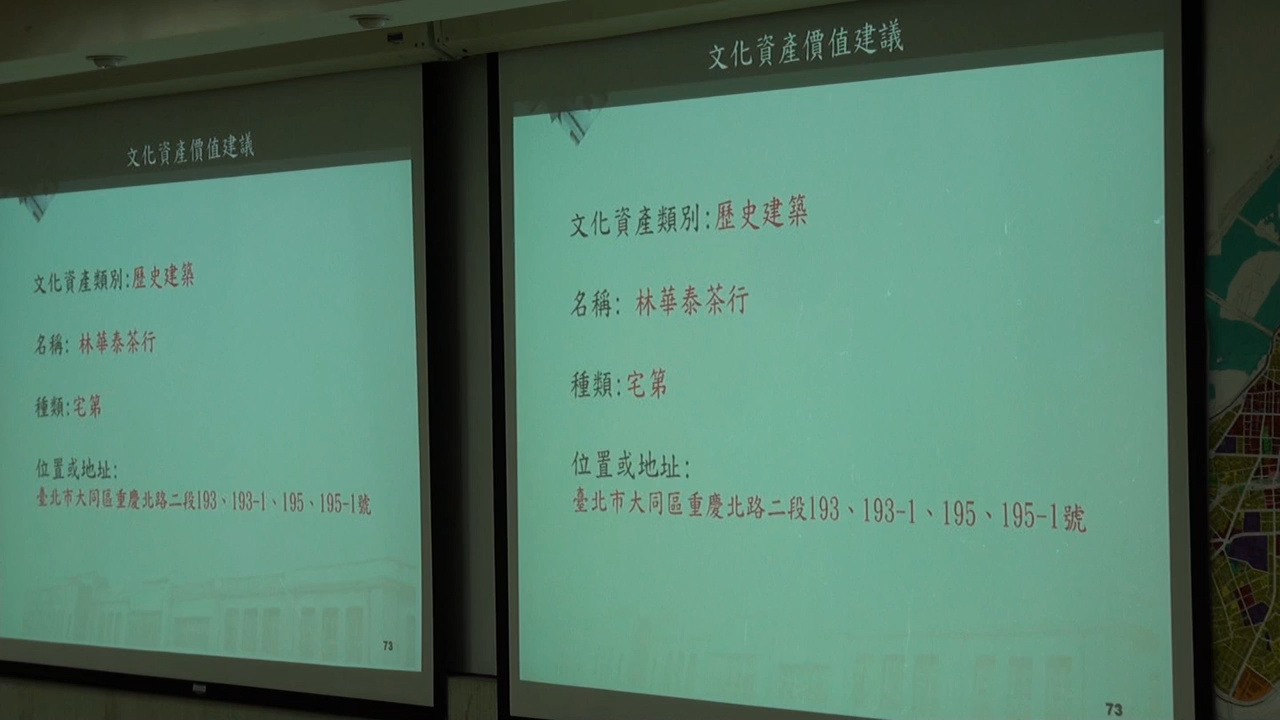 文化資產價值建議
文化資產類別:歷史建築
名稱: 林華泰茶行
種類:宅第
位置或地址:
臺北市大同區重慶北路二段193、193-1、195、195-1號
73
文化資產價值建議
文化資產類別:歷史建築
名稱: 林華泰茶行
種類:宅第
位置或地址:
臺北市大同區重慶北路二段193、193-1、195、195-1號
73